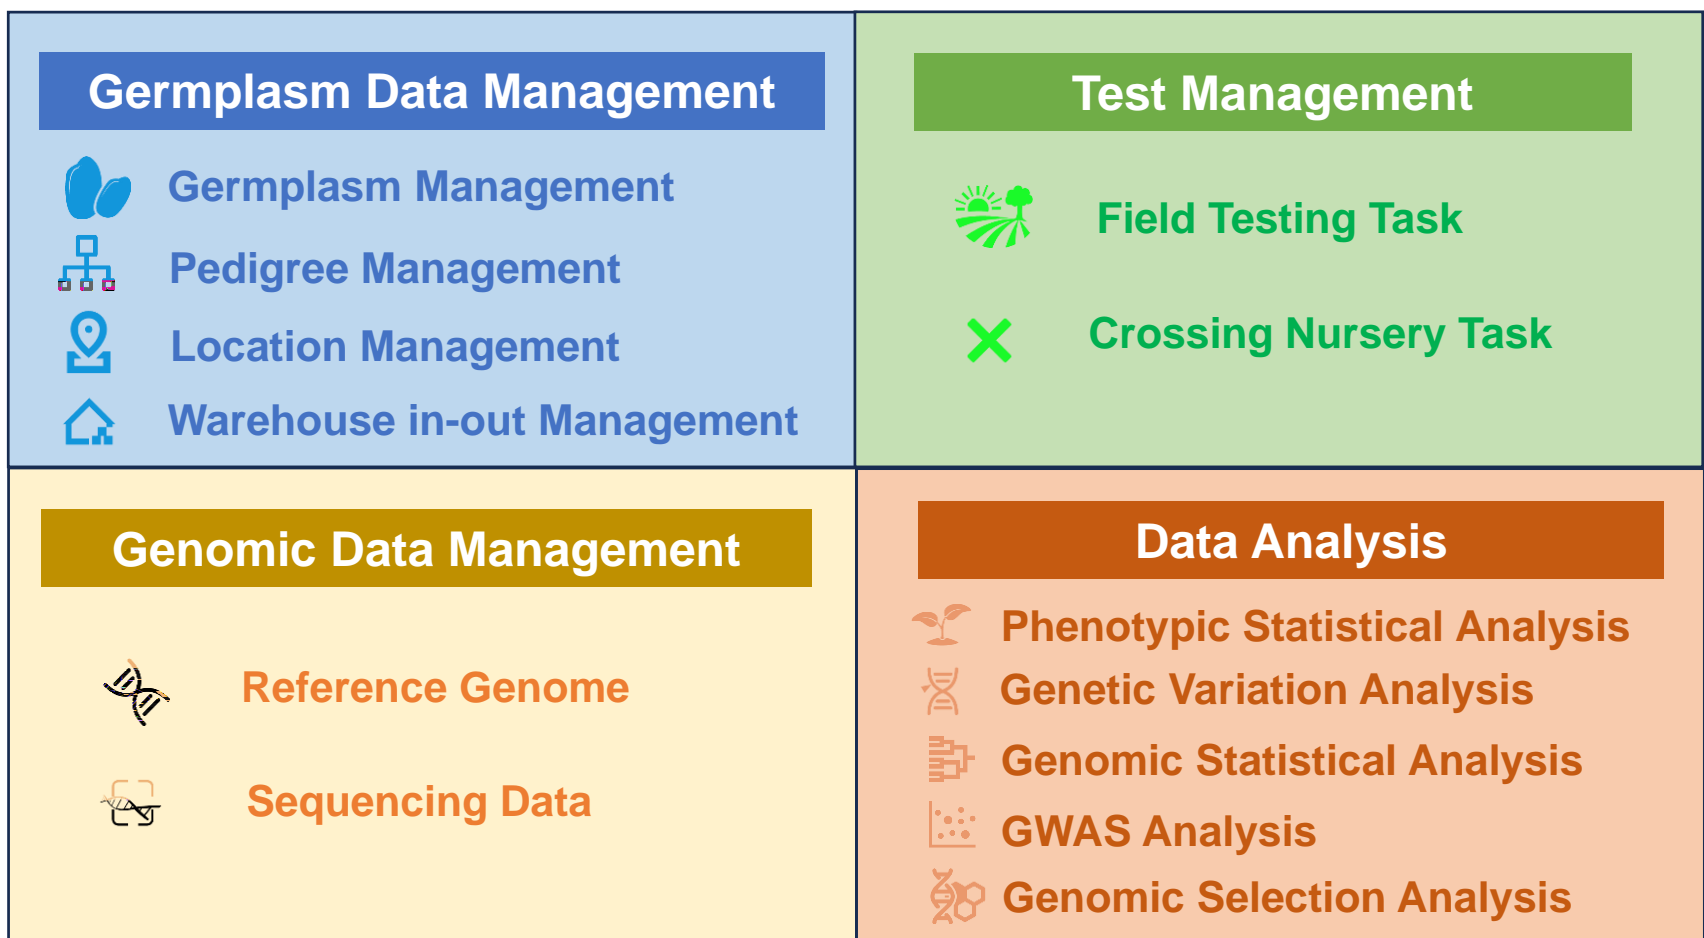 Germplasm Data Management
Germplasm Management
Pedigree Management
Location Management
Warehouse in-out Management
Test Management
Field Testing Task
Crossing Nursery Task
Genomic Data Management
Reference Genome
Sequencing Data
Data Analysis
Phenotypic Statistical Analysis
Genetic Variation Analysis
Genomic Statistical Analysis
GWAS Analysis
Genomic Selection Analysis